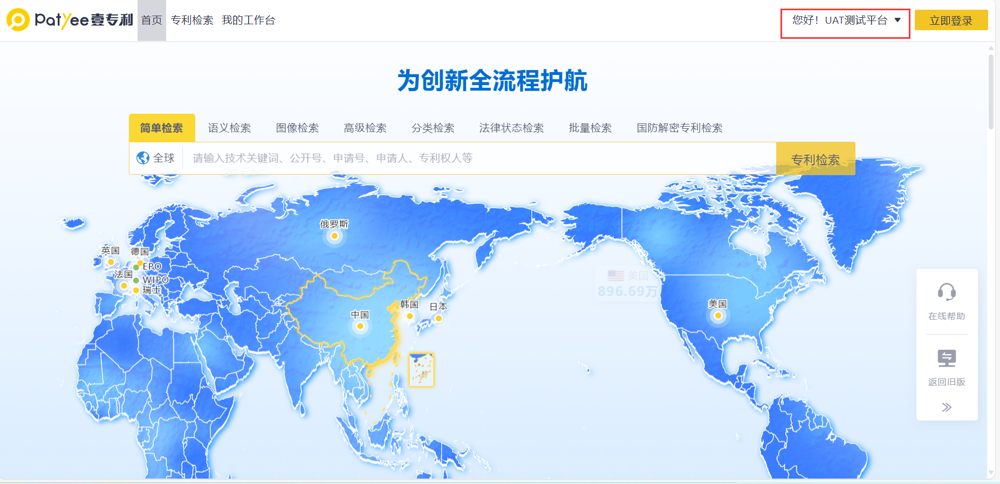 Patyee壹专利 首页 专利检索 我的工作台 您好！UAT测试平台 立即登录
为创新全流程护航
简单检索 语义检索 图像检索 高级检索 分类检索 法律状态检索 批量检索 国防解密专利检索
全球 请输入技术关键词、公开号、申请号、申请人、专利权人等 专利检索
俄罗斯
英国 德国
EPO
法国
WIPO
瑞士
美国
896.69万
韩国 日本
中国
美国
在线帮助
返回旧版